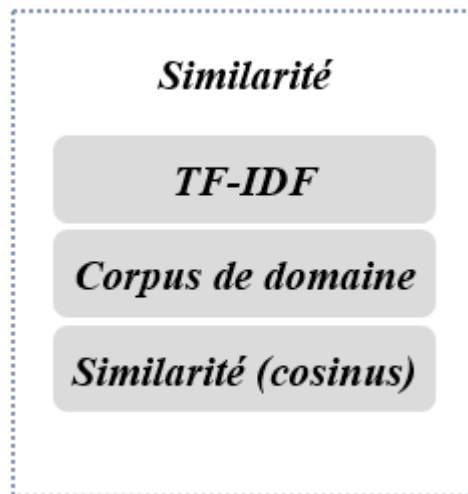 Similarité
TF-IDF
Corpus de domaine
Similarité (cosinus)